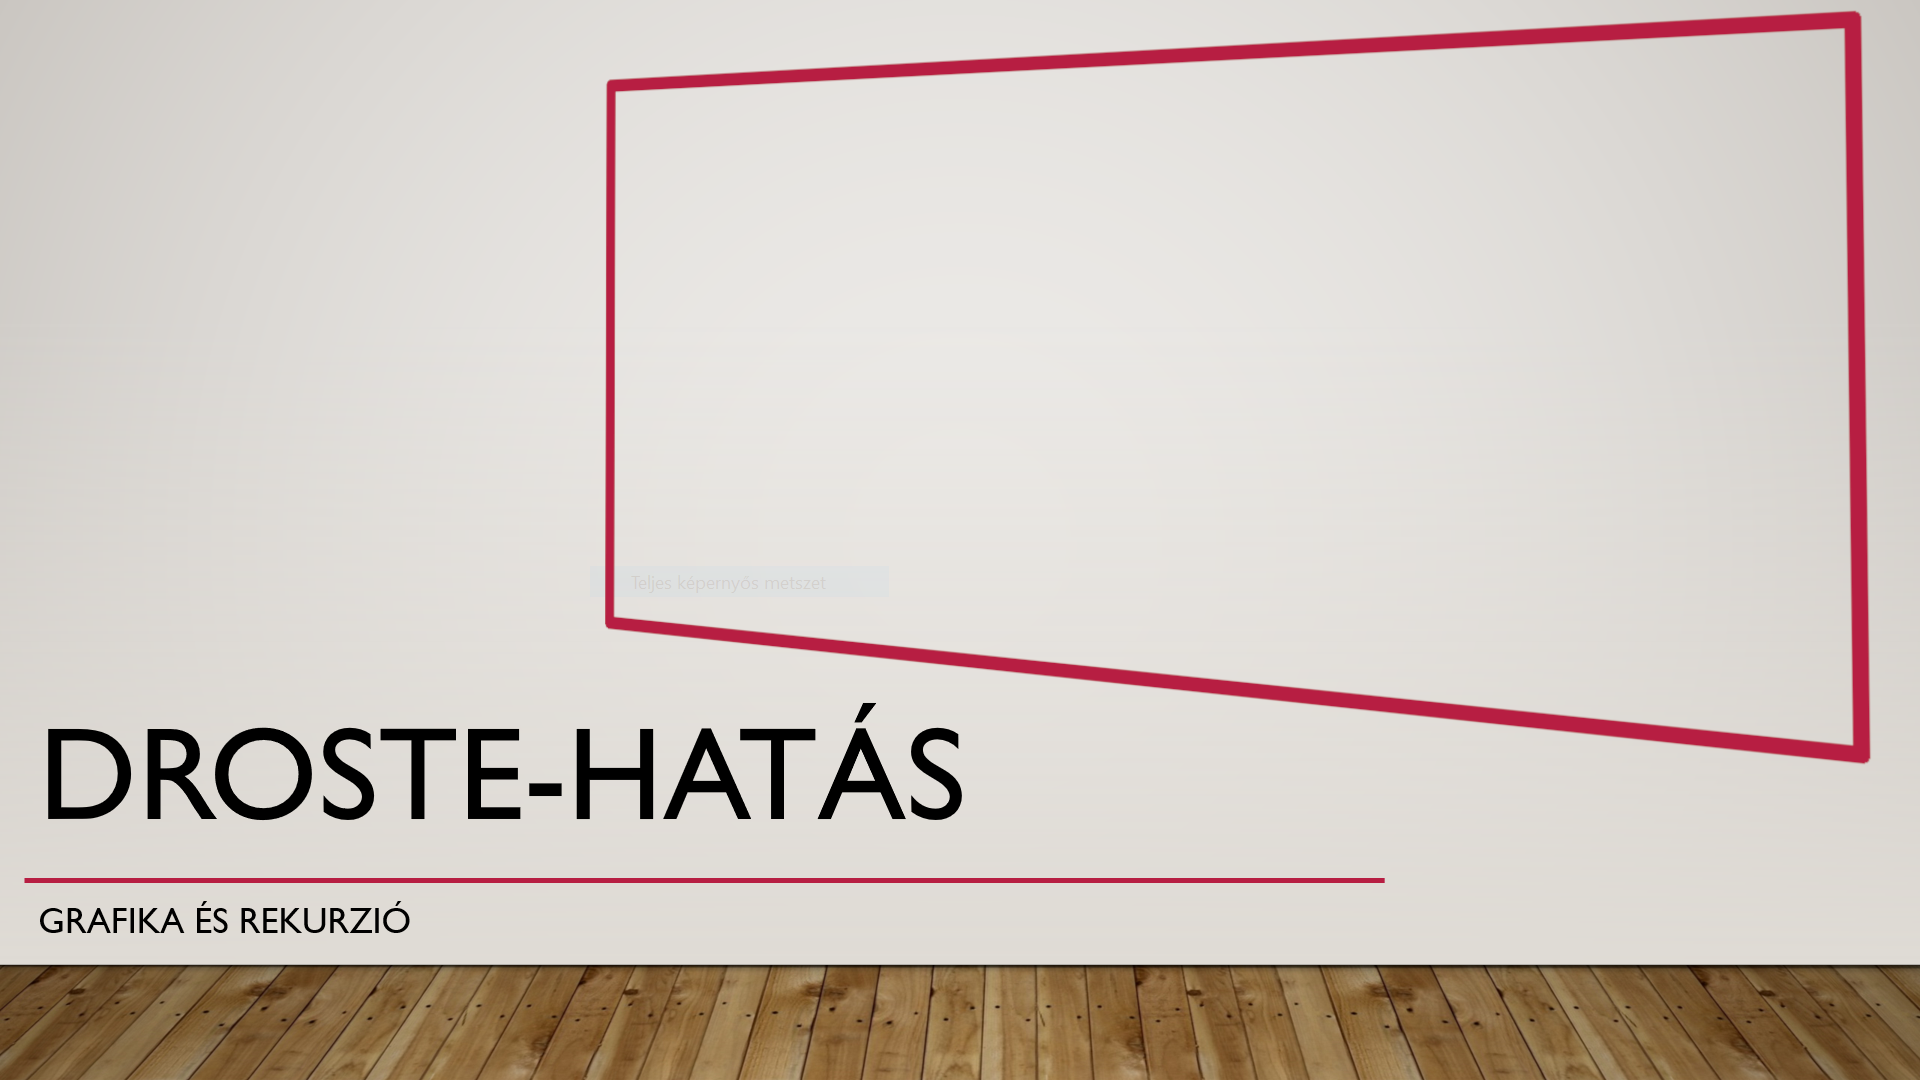 Teljes képernyős metszet
DROSTE-HATÁS
GRAFIKA ÉS REKURZIÓ